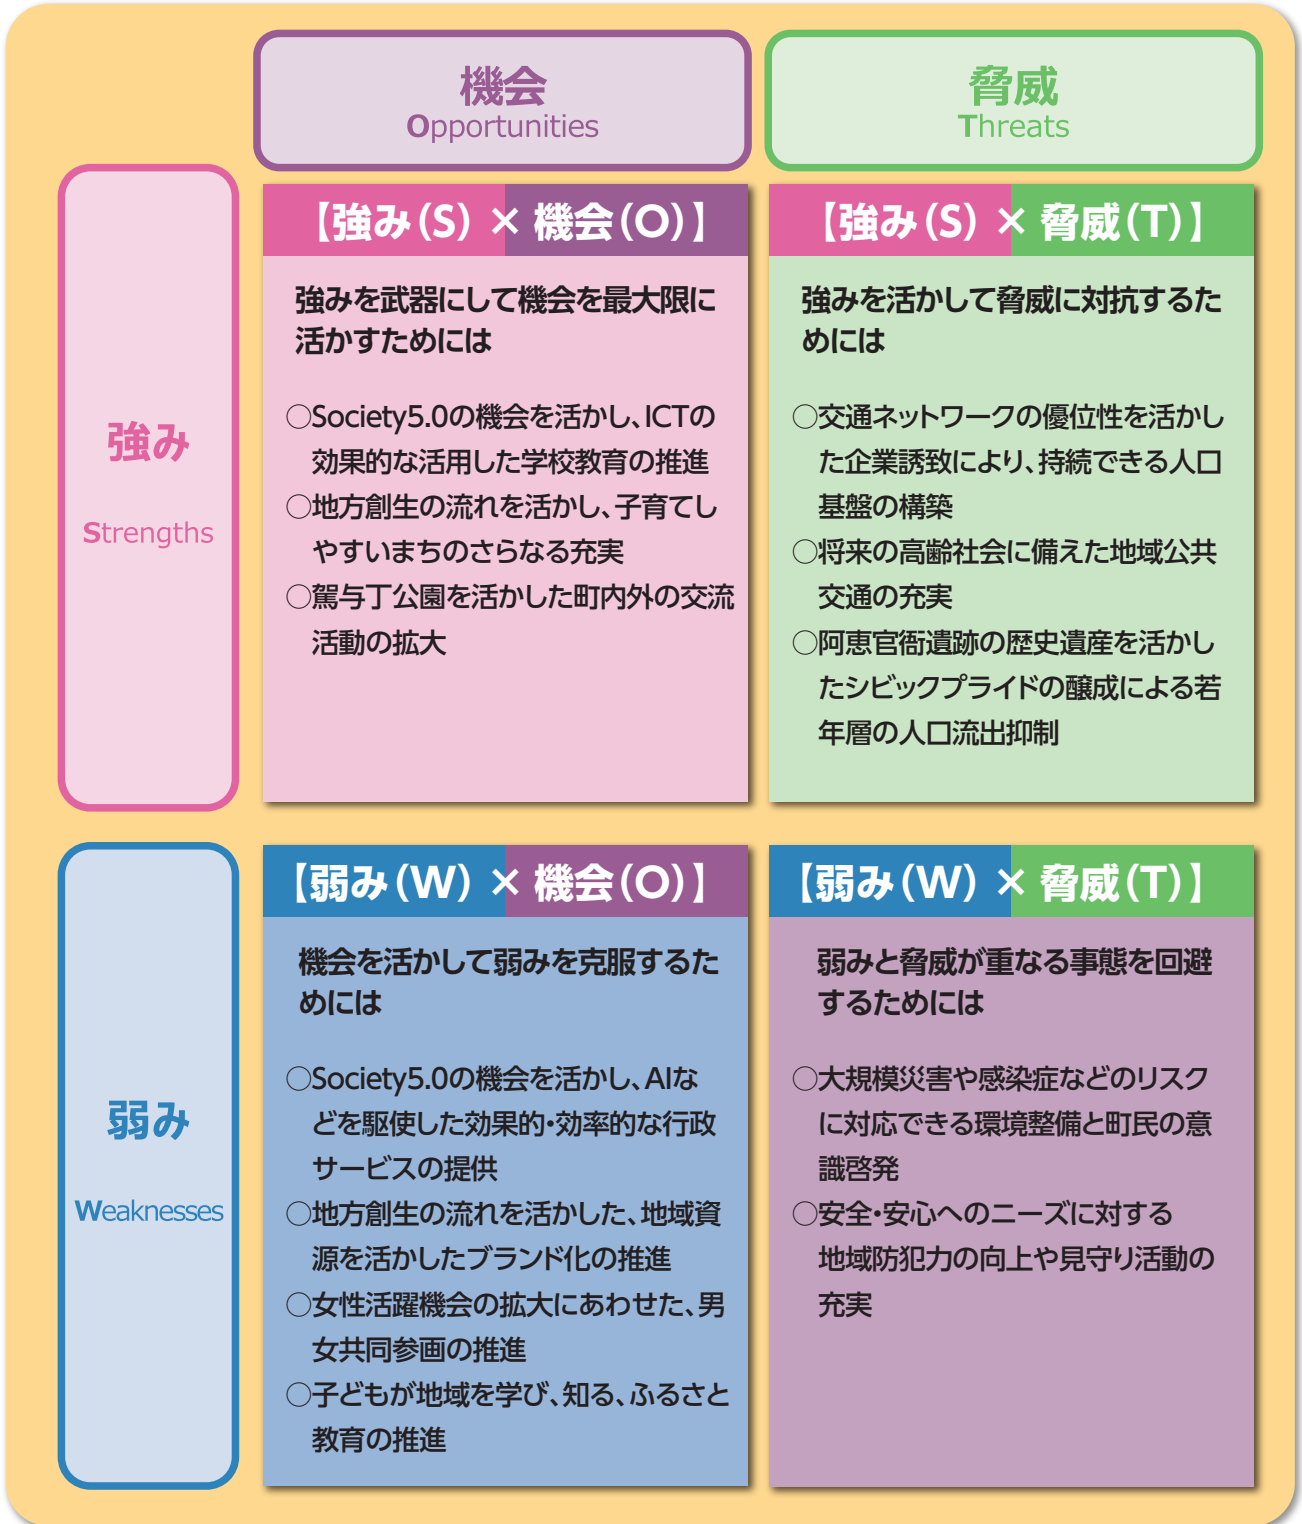 機会
Opportunities
脅威
Threats
強み
Strengths
【強み(S)×機会(O)】
強みを武器にして機会を最大限に
活かすためには
○Society5.0の機会を活かし、ICTの
効果的な活用した学校教育の推進
○地方創生の流れを活かし、子育てし
やすいまちのさらなる充実
○駕与丁公園を活かした町内外の交流
活動の拡大
【強み(S)×脅威(T)】
強みを活かして脅威に対抗するた
めには
○交通ネットワークの優位性を活かし
た企業誘致により、持続できる人口
基盤の構築
○将来の高齢社会に備えた地域公共
交通の充実
○阿恵官衙遺跡の歴史遺産を活かし
たシビックプライドの醸成による若
年層の人口流出抑制
弱み
Weaknesses
【弱み(W)×機会(O)】
機会を活かして弱みを克服するた
めには
○Society5.0の機会を活かし、AIな
どを駆使した効果的・効率的な行政
サービスの提供
○地方創生の流れを活かした、地域資
源を活かしたブランド化の推進
○女性活躍機会の拡大にあわせた、男
女共同参画の推進
○子どもが地域を学び、知る、ふるさと
教育の推進
【弱み(W)×脅威(T)】
弱みと脅威が重なる事態を回避
するためには
○大規模災害や感染症などのリスク
に対応できる環境整備と町民の意
識啓発
○安全・安心へのニーズに対する
地域防犯力の向上や見守り活動の
充実